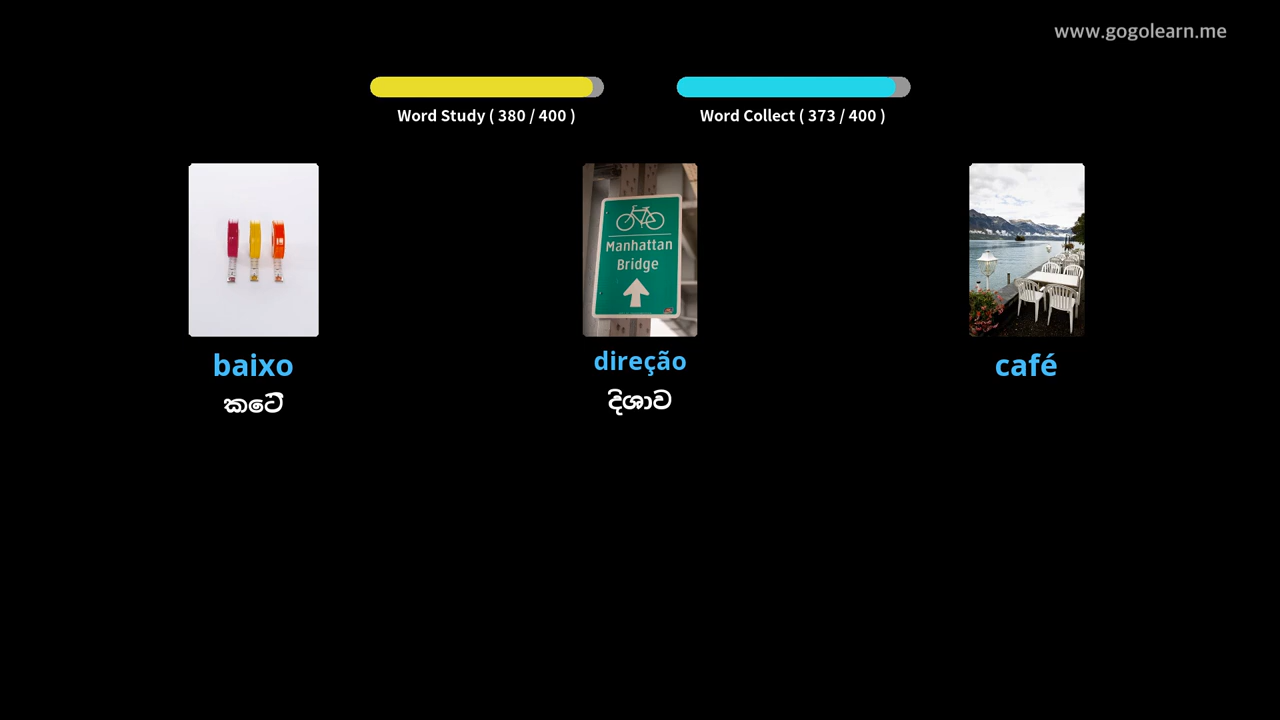 www.gogolearn.me
Word Study ( 380 / 400 )
Word Collect ( 373 / 400 )
Manhattan
Bridge
baixo
direção
café
කටේ
දිශාව